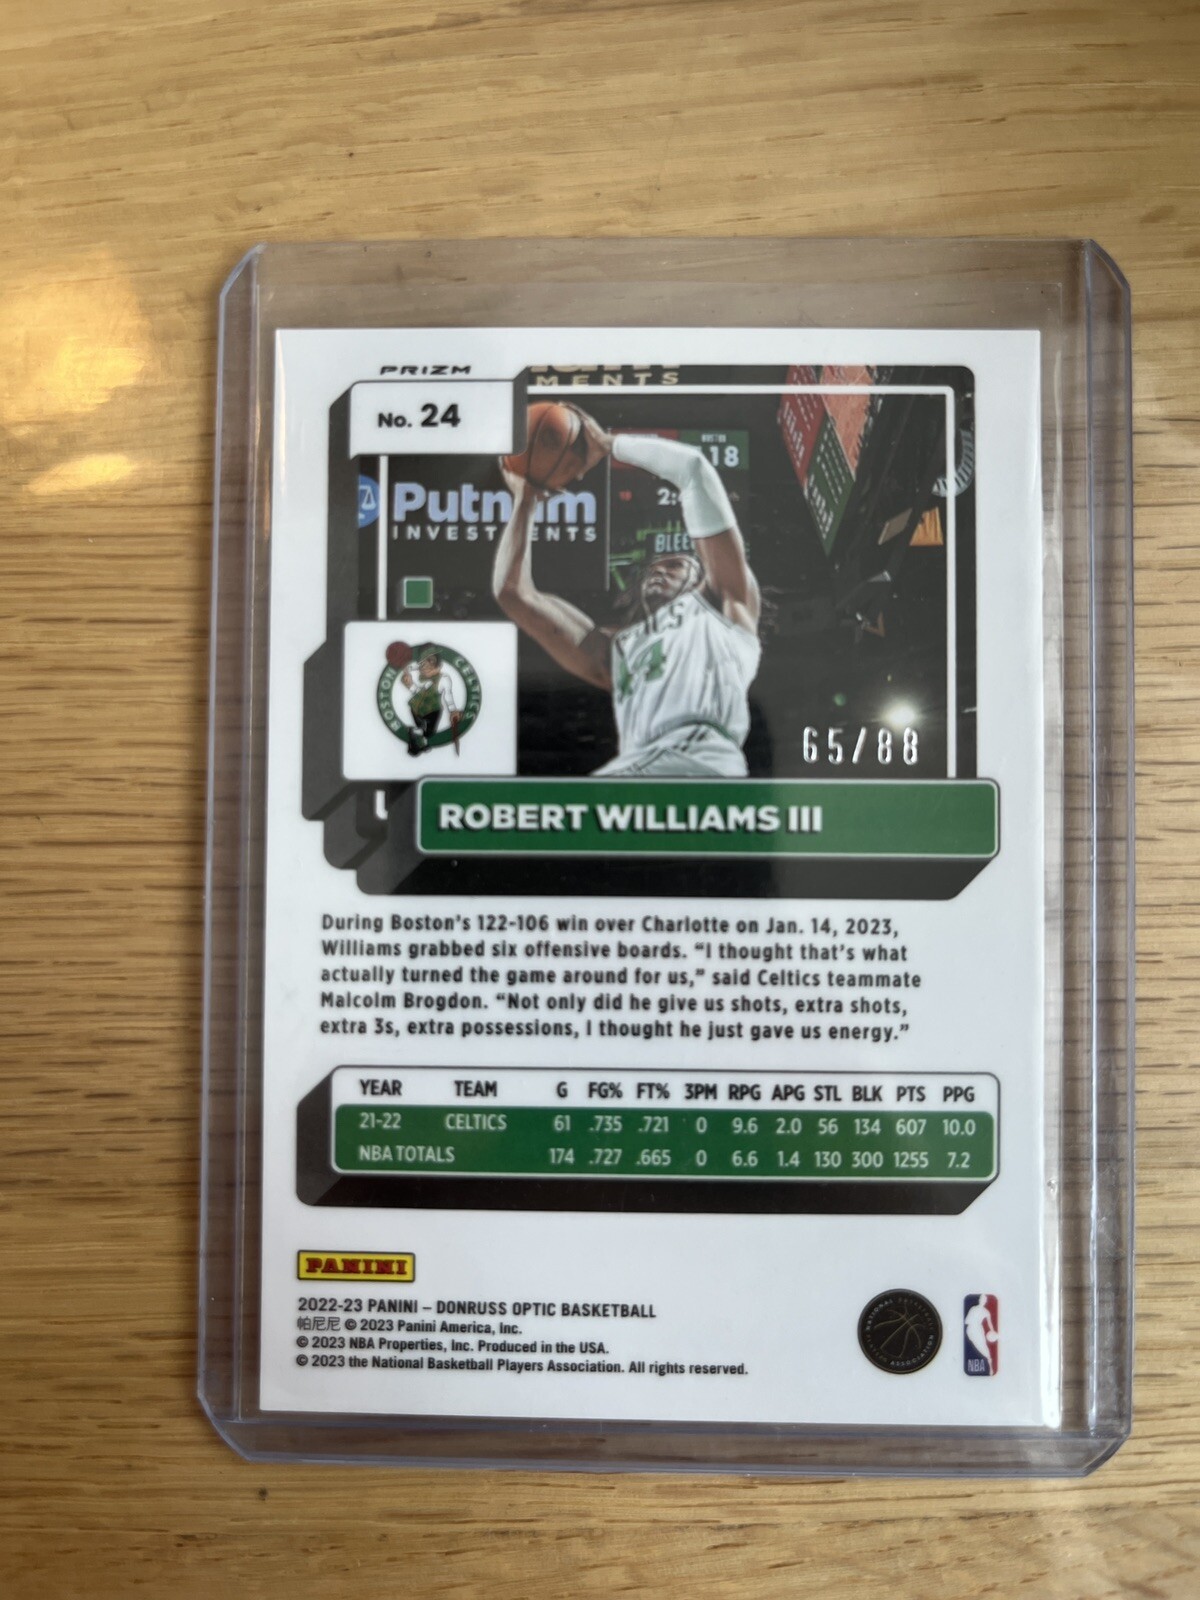 PRIZM
No. 24
MENTS
18
Putnam
INVESTMENTS
BOSTON CELTICS
65/88
ROBERT WILLIAMS III
During Boston's 122-106 win over Charlotte on Jan. 14, 2023,
Williams grabbed six offensive boards. "I thought that's what
actually turned the game around for us," said Celtics teammate
Malcolm Brogdon. "Not only did he give us shots, extra shots,
extra 3s, extra possessions, I thought he just gave us energy."
YEAR TEAM G FG% FT% 3PM RPG APG STL BLK PTS PPG
21-22 CELTICS 61 .735 .721 0 9.6 2.0 56 134 607 10.0
NBA TOTALS 174 .727 .665 0 6.6 1.4 130 300 1255 7.2
PANINI
2022-23 PANINI – DONRUSS OPTIC BASKETBALL
帕尼尼 © 2023 Panini America, Inc.
© 2023 NBA Properties, Inc. Produced in the USA.
© 2023 the National Basketball Players Association. All rights reserved.
NBA